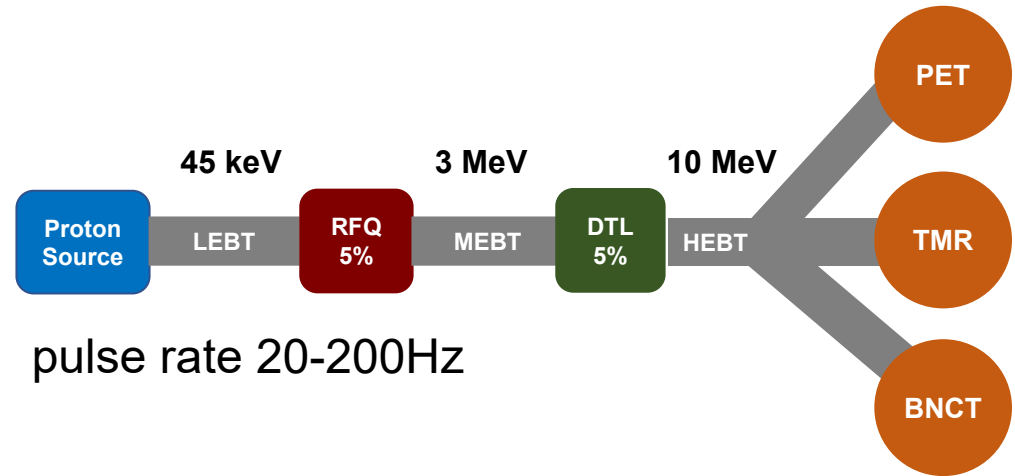 PET
45 keV
3 MeV
10 MeV
Proton
Source
LEBT
RFQ
5%
MEBT
DTL
5%
HEBT
TMR
pulse rate 20-200Hz
BNCT